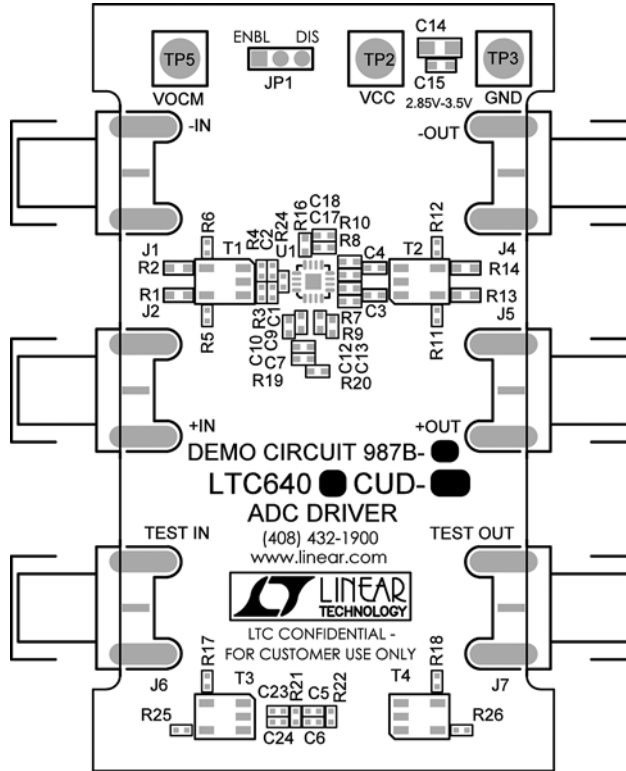 ENBL DIS
C14
TP5
TP2
TP3
JP1
C15
VOCM
VCC
2.85V-3.5V
GND
-IN
-OUT
R6
R4
C2
R24
R16
C18
C17
R10
R8
R12
J1
T1
U1
C4
T2
J4
R2
R14
R1
R13
J2
R3
C1
R7
C3
J5
R5
C10
C9
R9
R11
C7
C12
C13
R19
R20
+IN
+OUT
DEMO CIRCUIT 987B-
LTC640 CUD-
ADC DRIVER
(408) 432-1900
www.linear.com
TEST IN
TEST OUT
LINEAR
TECHNOLOGY
LTC CONFIDENTIAL -
FOR CUSTOMER USE ONLY
R17
R18
J6
T3
T4
J7
C23
R21
C5
R22
R25
C24
C6
R26